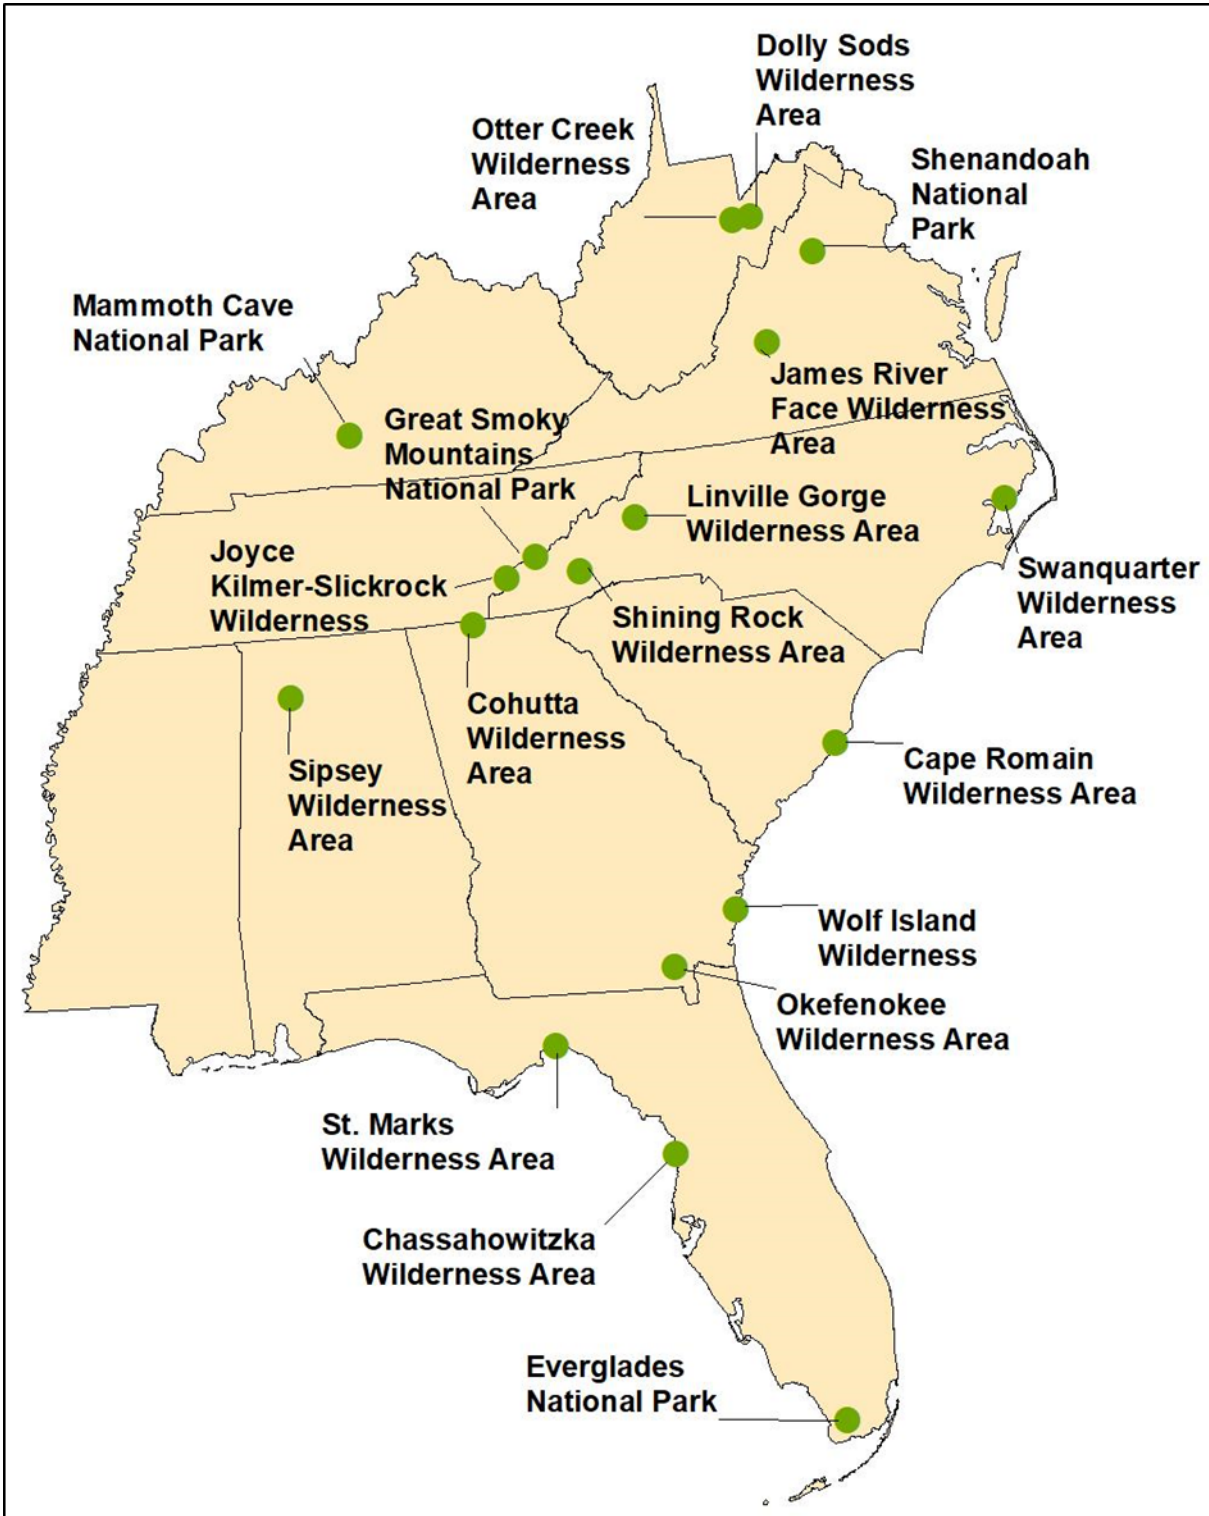 Dolly Sods
Wilderness
Area
Otter Creek
Wilderness
Area
Shenandoah
National
Park
Mammoth Cave
National Park
James River
Face Wilderness
Area
Great Smoky
Mountains
National Park
Linville Gorge
Wilderness Area
Joyce
Kilmer-Slickrock
Wilderness
Swanquarter
Wilderness
Area
Shining Rock
Wilderness Area
Cohutta
Wilderness
Area
Sipsey
Wilderness
Area
Cape Romain
Wilderness Area
Wolf Island
Wilderness
Okefenokee
Wilderness Area
St. Marks
Wilderness Area
Chassahowitzka
Wilderness Area
Everglades
National Park